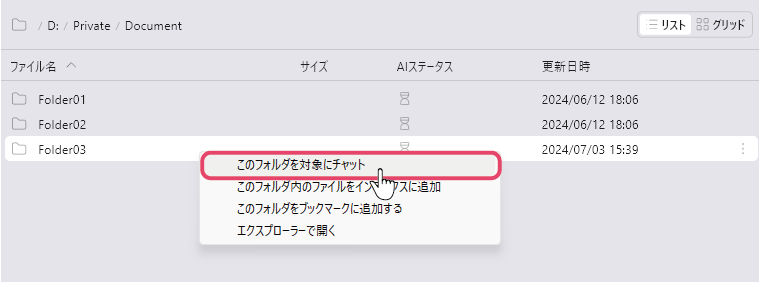 / D: / Private / Document
リスト グリッド
ファイル名 サイズ AIステータス 更新日時
Folder01 2024/06/12 18:06
Folder02 2024/06/12 18:06
Folder03 2024/07/03 15:39
このフォルダを対象にチャット
このフォルダ内のファイルをインデックスに追加
このフォルダをブックマークに追加する
エクスプローラーで開く